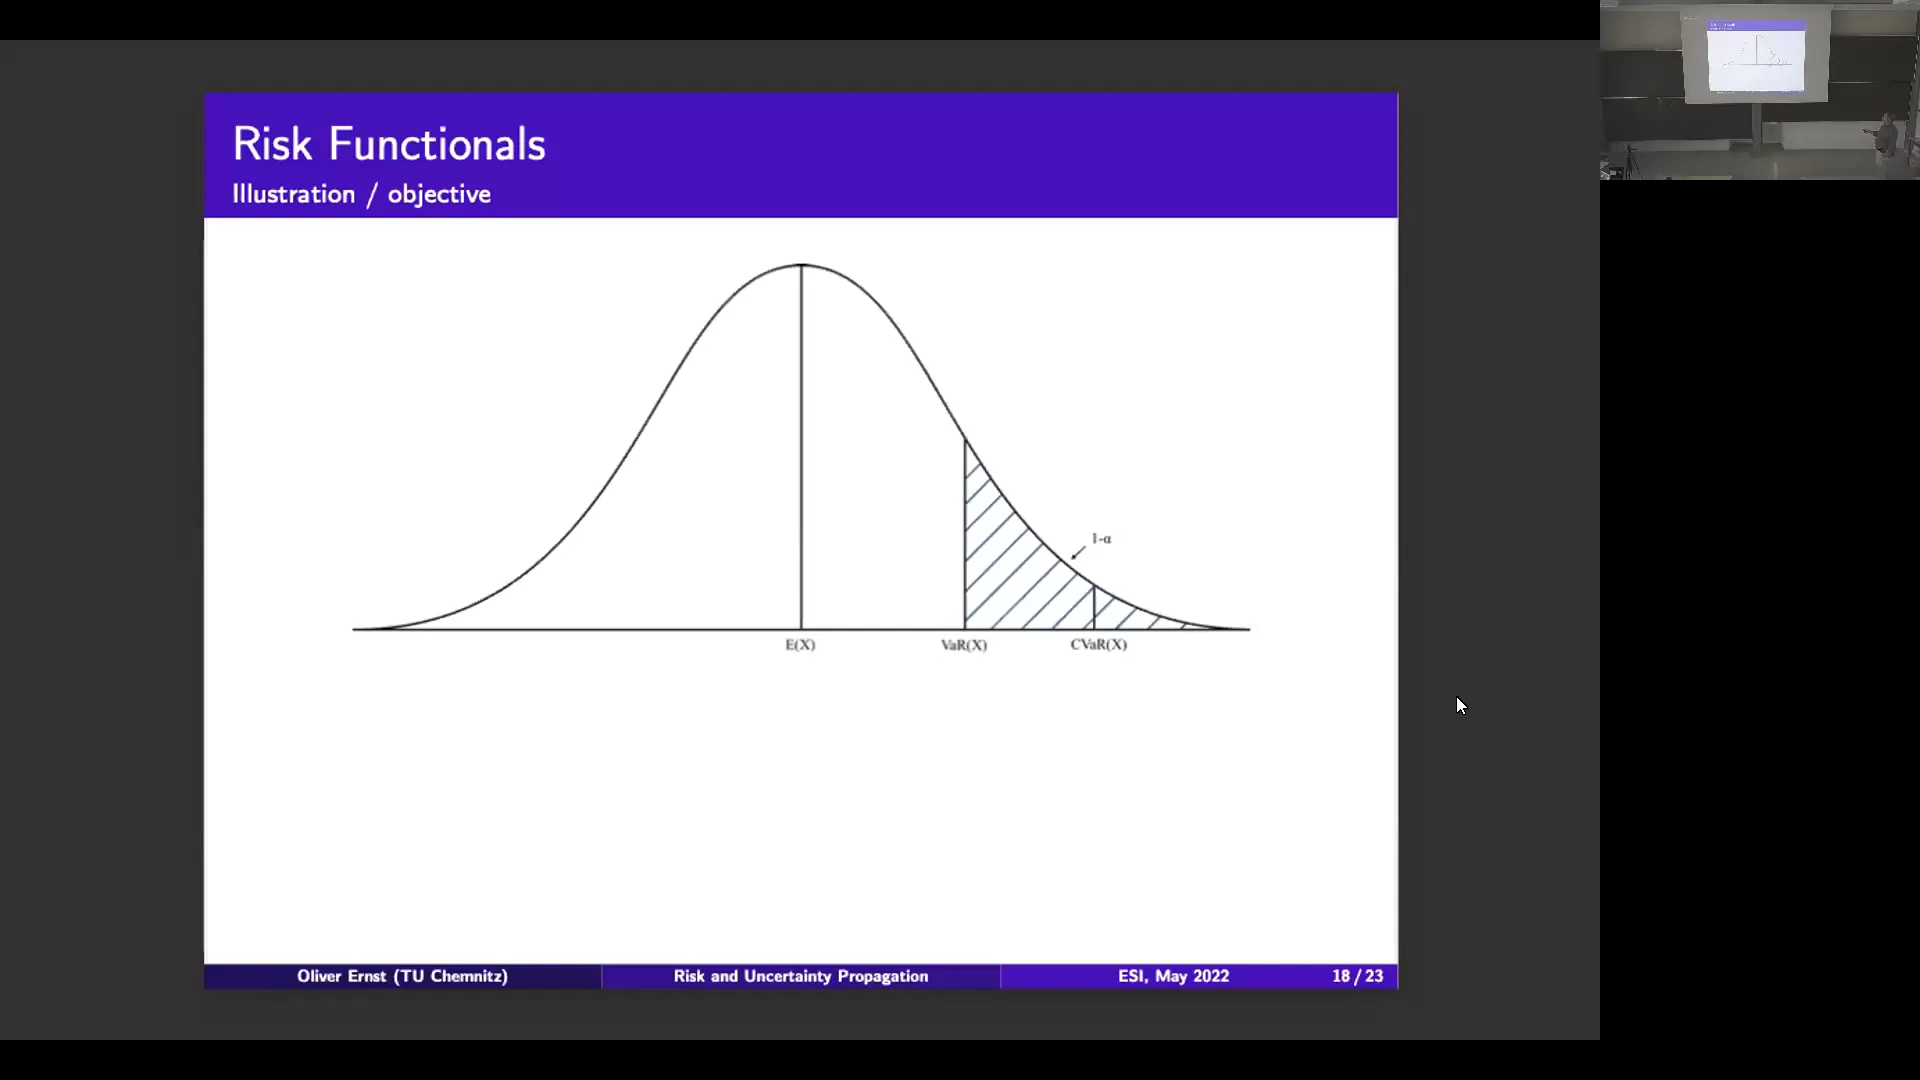 Risk Functionals
Illustration / objective
1-α
E(X)
VaR(X)
CVaR(X)
Oliver Ernst (TU Chemnitz)
Risk and Uncertainty Propagation
ESI, May 2022
18 / 23